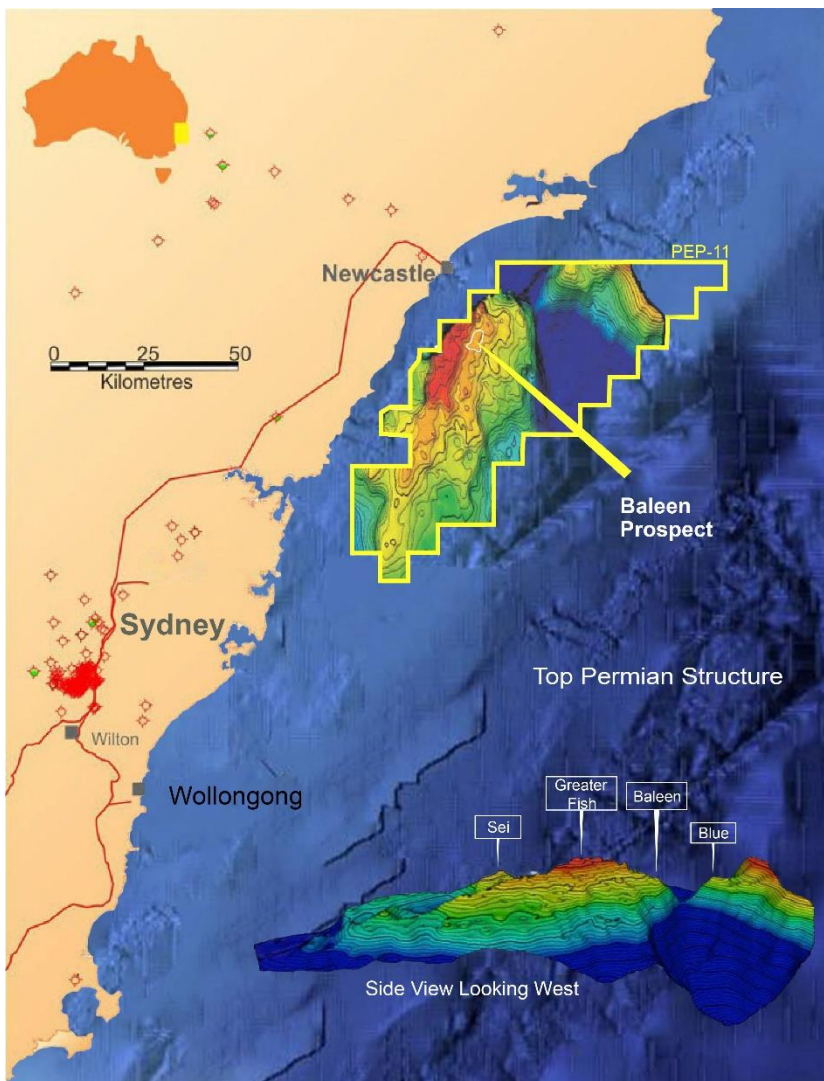 PEP-11
Newcastle
0 25 50
Kilometres
Baleen
Prospect
Sydney
Top Permian Structure
Wilton
Wollongong
Greater
Fish
Baleen
Sei
Blue
Side View Looking West